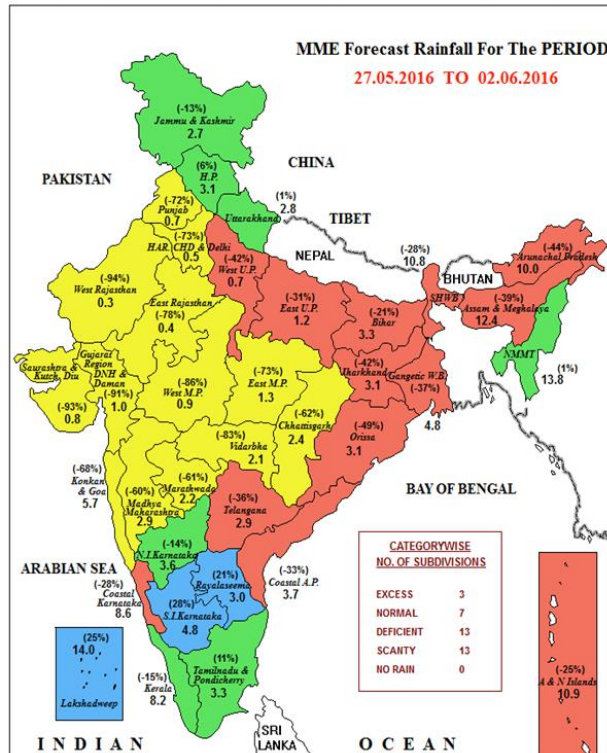 MME Forecast Rainfall For The PERIOD
27.05.2016 TO 02.06.2016
(-13%)
Jammu & Kashmir
2.7
CHINA
(6%)
H.P.
3.1
PAKISTAN
(-72%)
Punjab
0.7
(1%)
2.8
Uttarakhand
TIBET
(-73%)
HAR. CHD & Delhi
0.5
(-42%)
West U.P.
0.7
NEPAL
(-28%)
10.8
BHUTAN
(-44%)
Arunachal Pradesh
10.0
(-94%)
West Rajasthan
0.3
East Rajasthan
(-78%)
0.4
(-31%)
East U.P.
1.2
(-21%)
Bihar
3.3
SHWB
(-39%)
Assam & Meghalaya
12.4
NMMT
(1%)
13.8
Saurashtra &
Kutch, Diu
(-93%)
0.8
Gujarat
Region
DNH &
Daman
(-91%)
1.0
(-86%)
West M.P.
0.9
(-73%)
East M.P.
1.3
(-42%)
Jharkhand
3.1
Gangetic W.B.
(-37%)
4.8
(-62%)
Chhattisgarh
2.4
(-49%)
Orissa
3.1
(-83%)
Vidarbha
2.1
(-68%)
Konkan
& Goa
5.7
(-60%)
Madhya
Maharashtra
2.9
(-61%)
Marathwada
2.2
(-36%)
Telangana
2.9
BAY OF BENGAL
(-14%)
N.I.Karnataka
3.6
ARABIAN SEA
(-28%)
Coastal
Karnataka
8.6
(21%)
Rayalaseema
3.0
(-33%)
Coastal A.P.
3.7
(28%)
S.I.Karnataka
4.8
CATEGORYWISE
NO. OF SUBDIVISIONS
EXCESS 3
NORMAL 7
DEFICIENT 13
SCANTY 13
NO RAIN 0
(25%)
14.0
Lakshadweep
(-15%)
Kerala
8.2
(11%)
Tamilnadu &
Pondicherry
3.3
(-25%)
A & N Islands
10.9
SRI
LANKA
INDIAN OCEAN